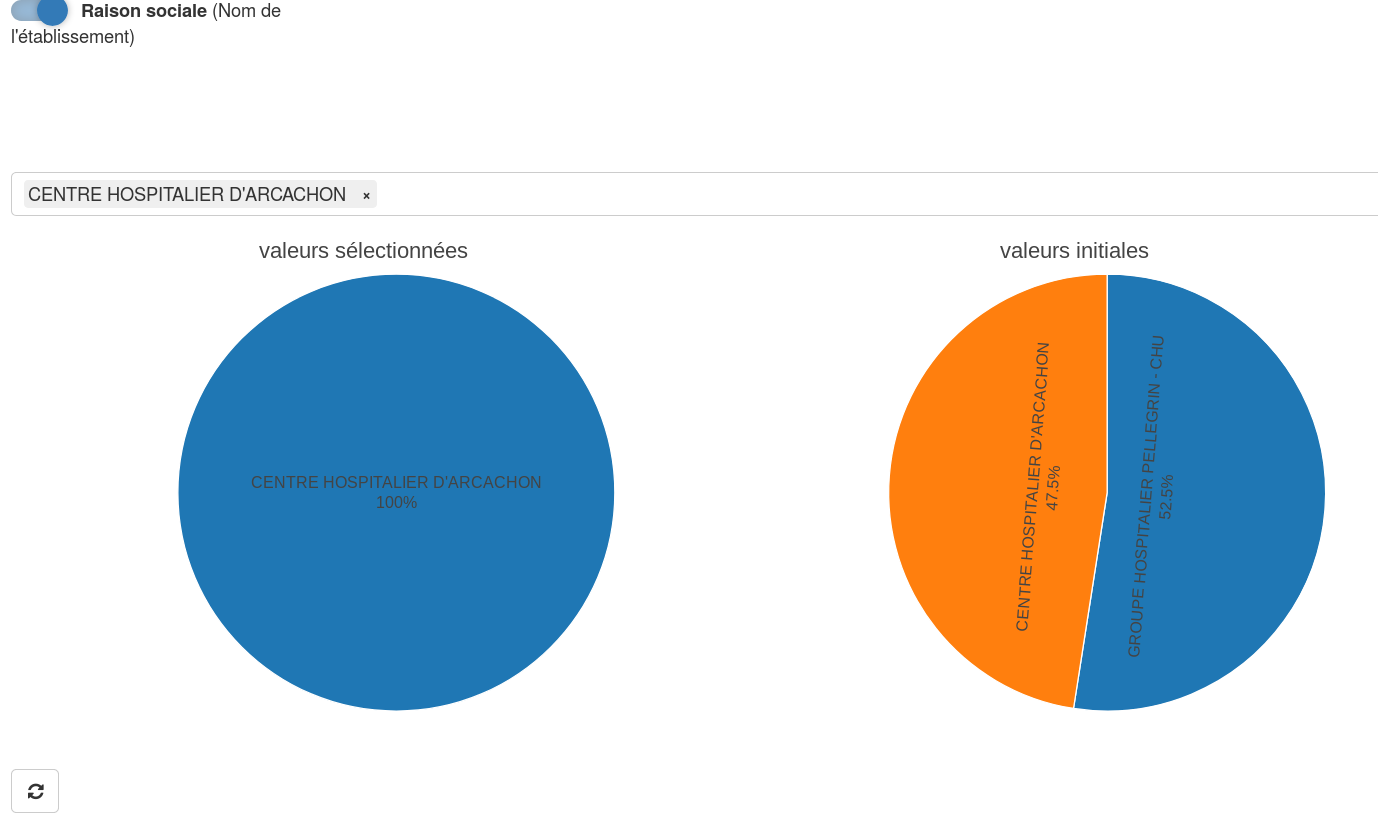 Raison sociale (Nom de
l'établissement)
CENTRE HOSPITALIER D'ARCACHON ×
valeurs sélectionnées
CENTRE HOSPITALIER D'ARCACHON
100%
valeurs initiales
CENTRE HOSPITALIER D'ARCACHON
47.5%
GROUPE HOSPITALIER PELLEGRIN - CHU
52.5%